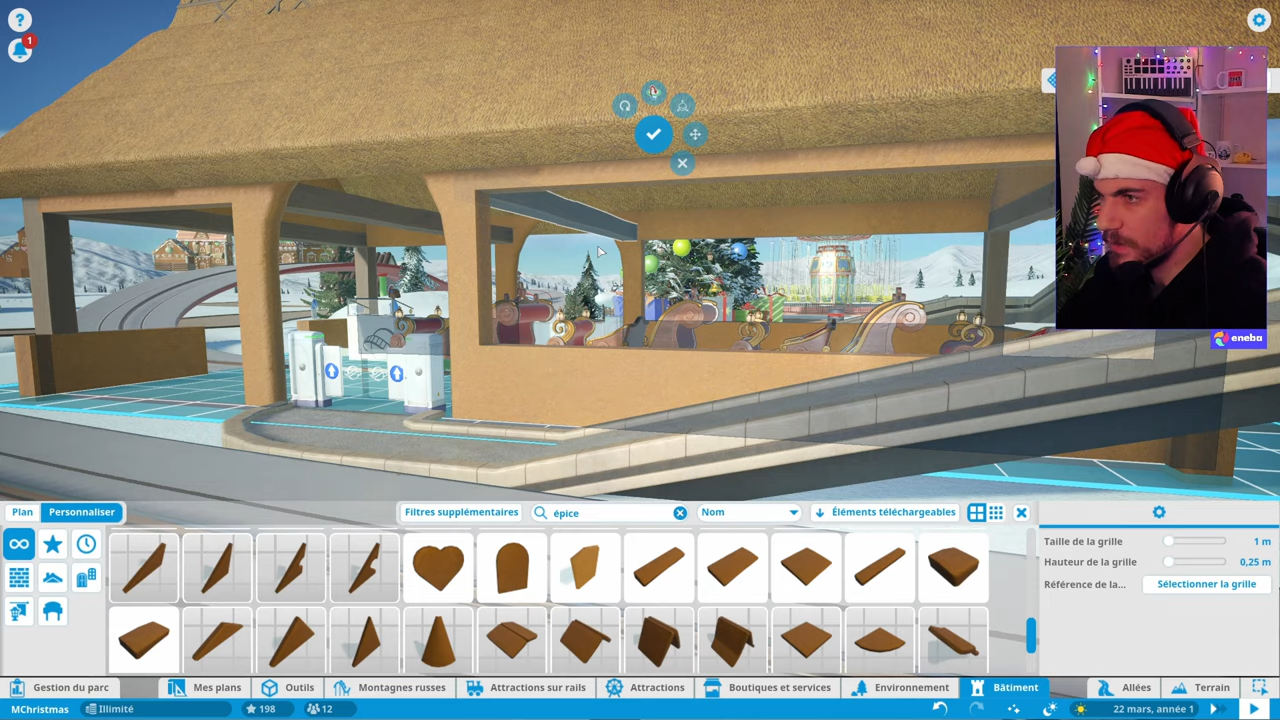 ?
1
eneba
Plan
Personnaliser
Filtres supplémentaires
épice
Nom
Éléments téléchargeables
Taille de la grille
1 m
Hauteur de la grille
0,25 m
Référence de la...
Sélectionner la grille
Gestion du parc
Mes plans
Outils
Montagnes russes
Attractions sur rails
Attractions
Boutiques et services
Environnement
Bâtiment
Allées
Terrain
MChristmas
Illimité
198
12
22 mars, année 1